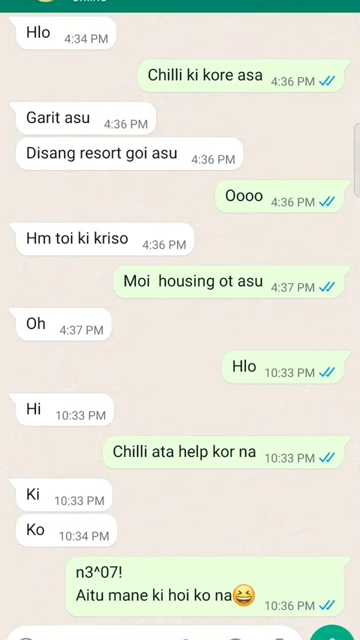 Hlo 4:34 PM
Chilli ki kore asa 4:36 PM
Garit asu 4:36 PM
Disang resort goi asu 4:36 PM
Oooo 4:36 PM
Hm toi ki kriso 4:36 PM
Moi housing ot asu 4:37 PM
Oh 4:37 PM
Hlo 10:33 PM
Hi 10:33 PM
Chilli ata help kor na 10:33 PM
Ki 10:33 PM
Ko 10:34 PM
n3^07!
Aitu mane ki hoi ko na😆 10:36 PM